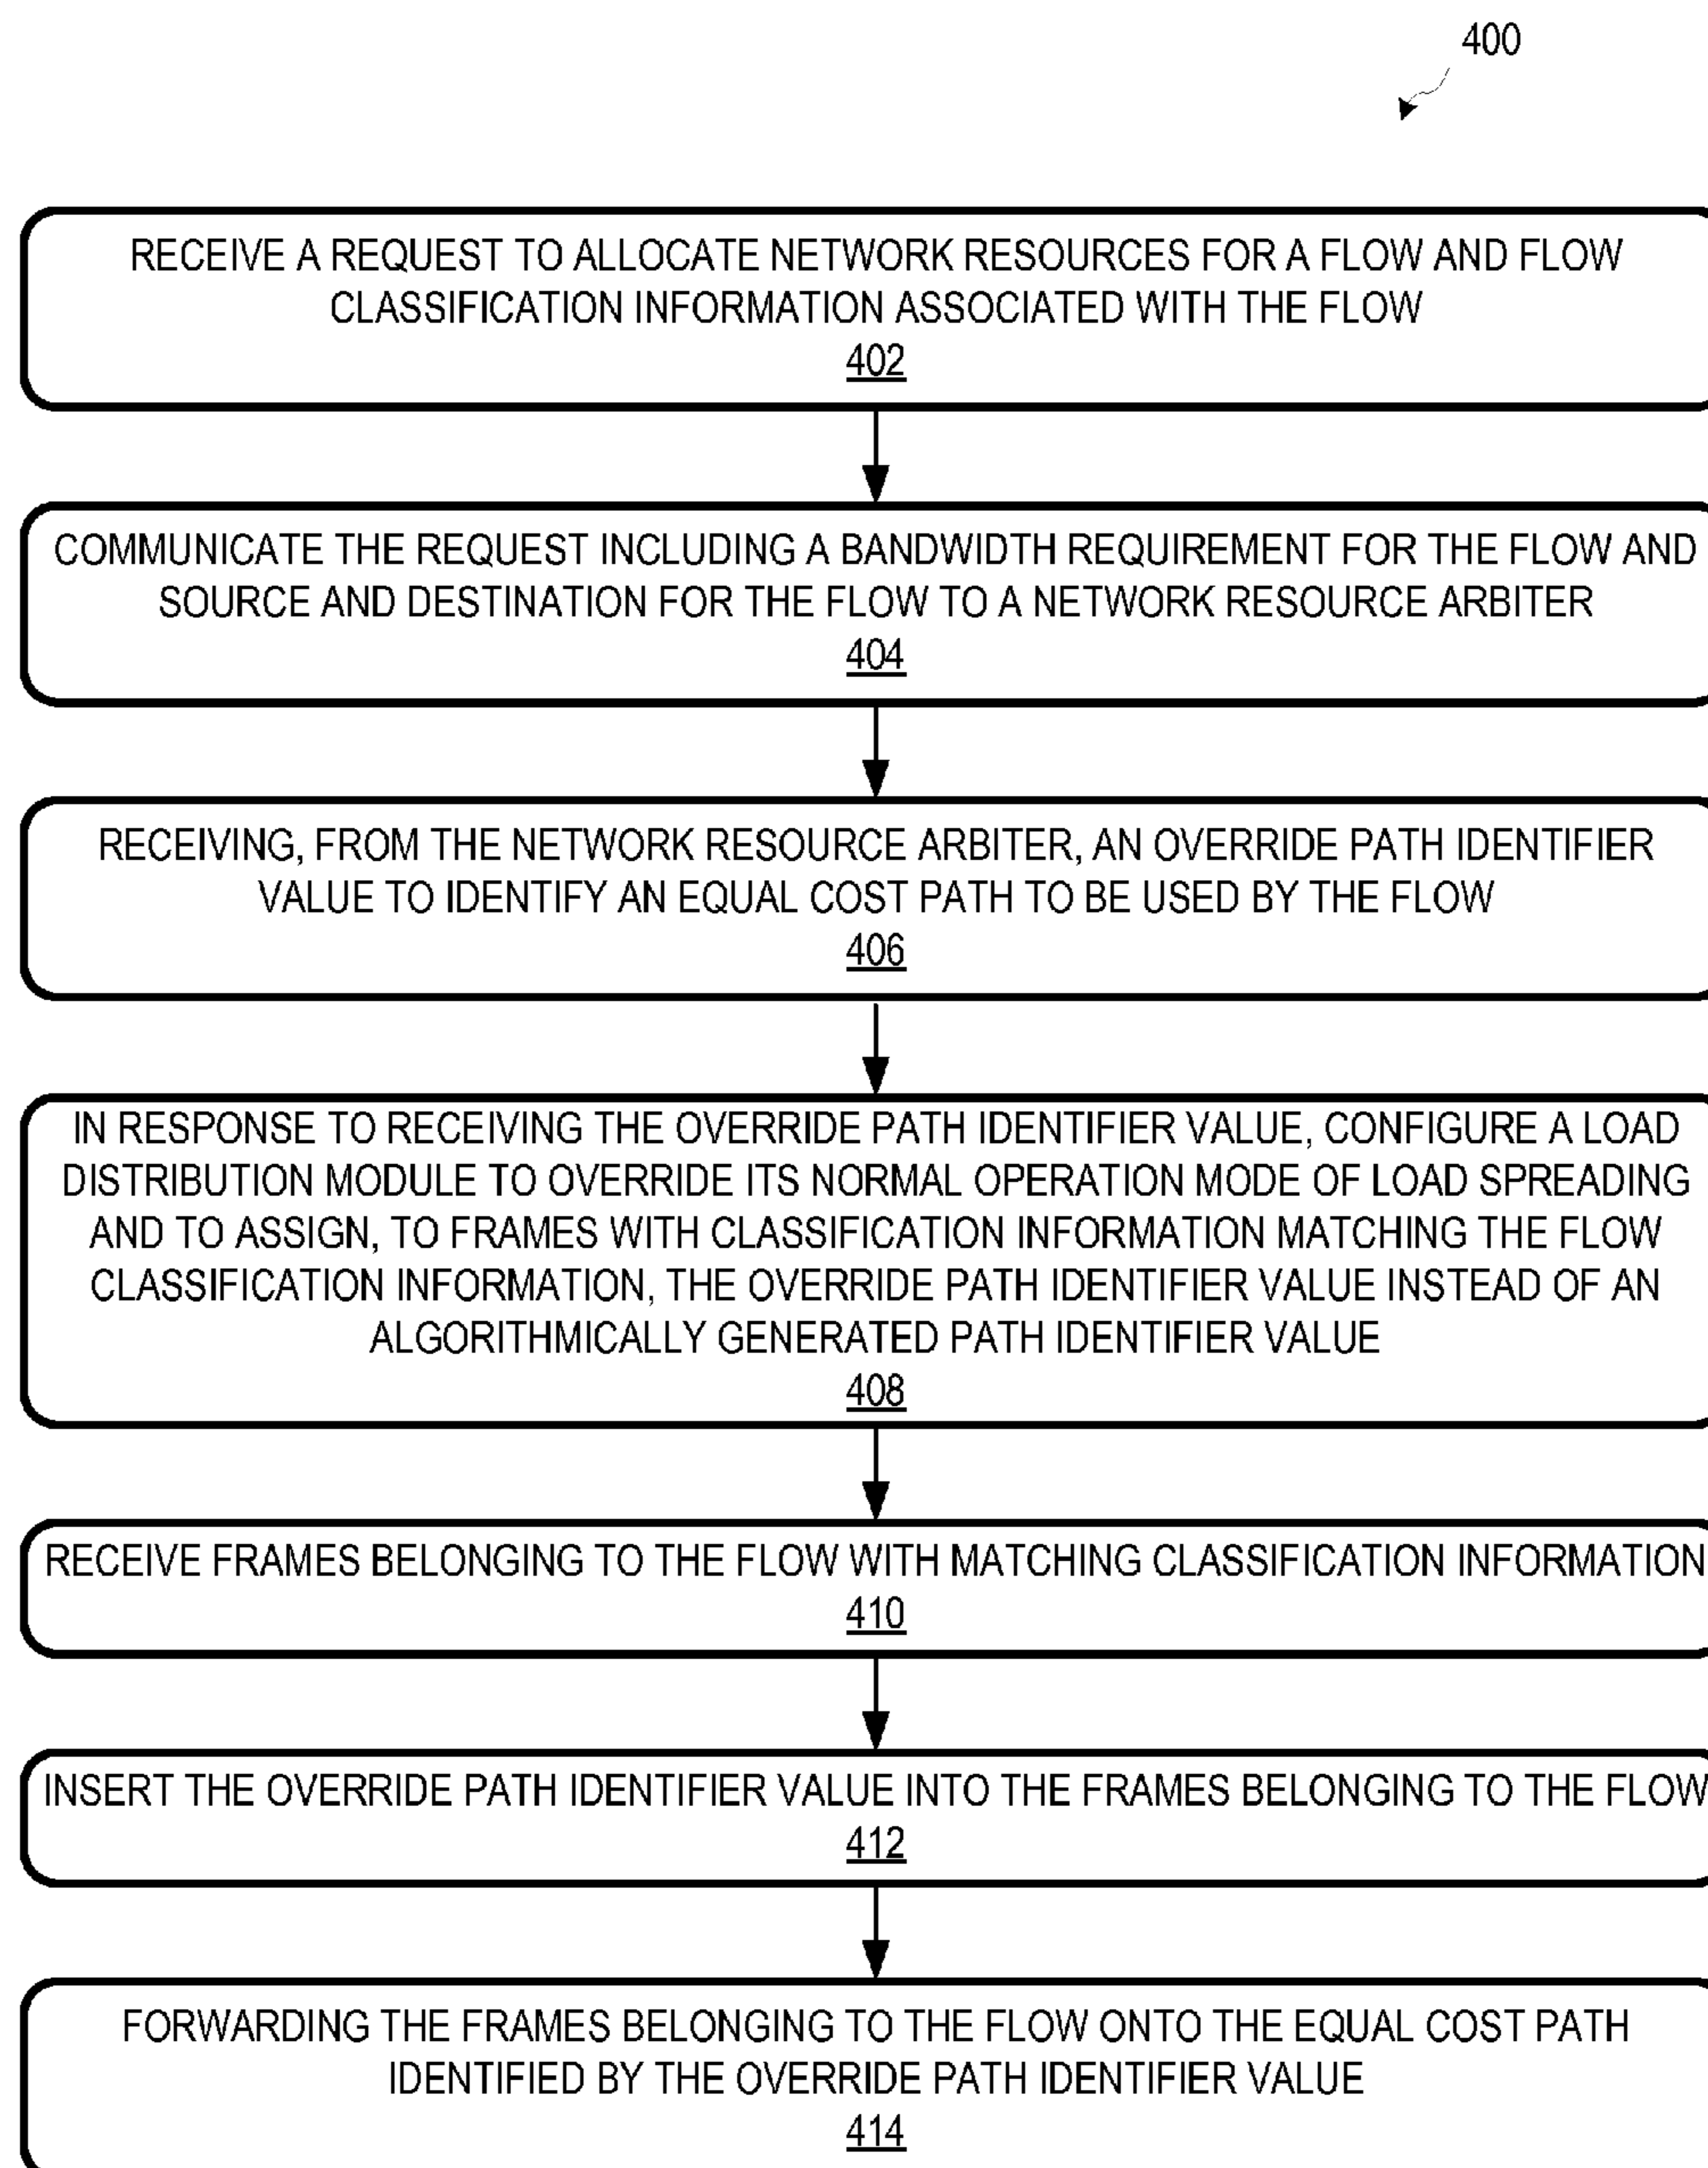 400
RECEIVE A REQUEST TO ALLOCATE NETWORK RESOURCES FOR A FLOW AND FLOW
CLASSIFICATION INFORMATION ASSOCIATED WITH THE FLOW
402
COMMUNICATE THE REQUEST INCLUDING A BANDWIDTH REQUIREMENT FOR THE FLOW AND
SOURCE AND DESTINATION FOR THE FLOW TO A NETWORK RESOURCE ARBITER
404
RECEIVING, FROM THE NETWORK RESOURCE ARBITER, AN OVERRIDE PATH IDENTIFIER
VALUE TO IDENTIFY AN EQUAL COST PATH TO BE USED BY THE FLOW
406
IN RESPONSE TO RECEIVING THE OVERRIDE PATH IDENTIFIER VALUE, CONFIGURE A LOAD
DISTRIBUTION MODULE TO OVERRIDE ITS NORMAL OPERATION MODE OF LOAD SPREADING
AND TO ASSIGN, TO FRAMES WITH CLASSIFICATION INFORMATION MATCHING THE FLOW
CLASSIFICATION INFORMATION, THE OVERRIDE PATH IDENTIFIER VALUE INSTEAD OF AN
ALGORITHMICALLY GENERATED PATH IDENTIFIER VALUE
408
RECEIVE FRAMES BELONGING TO THE FLOW WITH MATCHING CLASSIFICATION INFORMATION
410
INSERT THE OVERRIDE PATH IDENTIFIER VALUE INTO THE FRAMES BELONGING TO THE FLOW
412
FORWARDING THE FRAMES BELONGING TO THE FLOW ONTO THE EQUAL COST PATH
IDENTIFIED BY THE OVERRIDE PATH IDENTIFIER VALUE
414